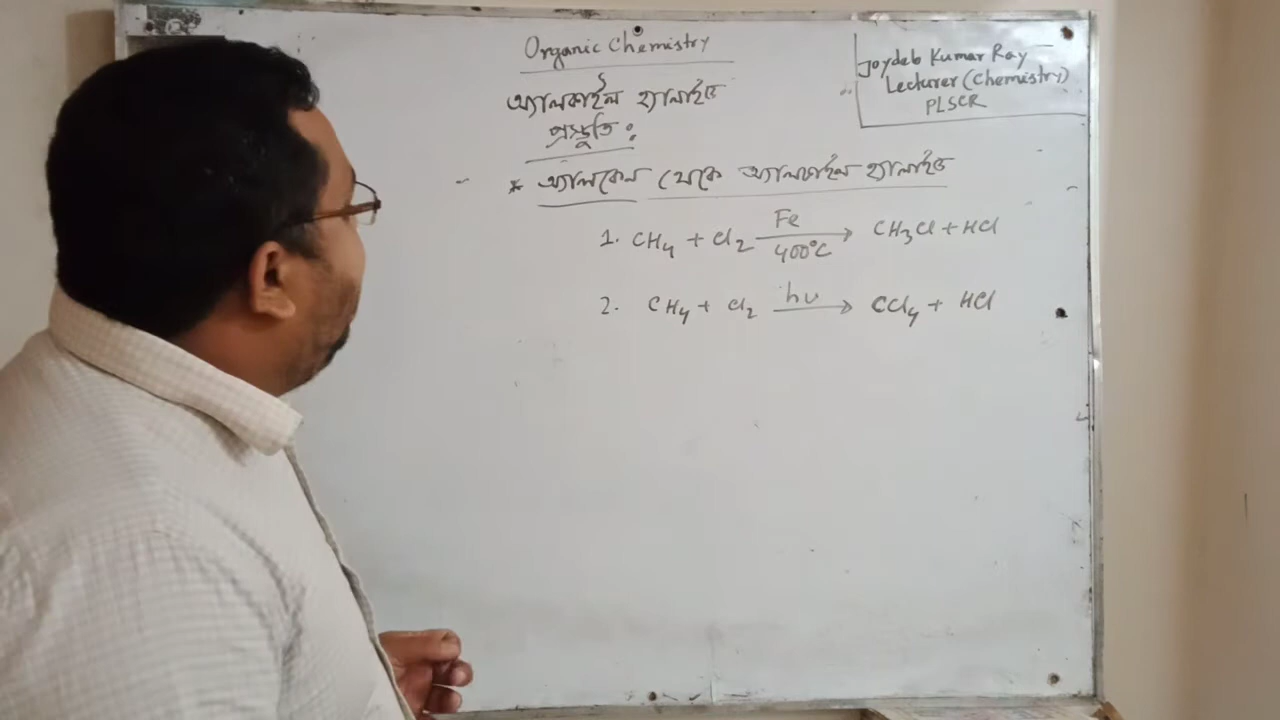 Organic Chemistry
অ্যালকাইল হ্যালাইড
প্রস্তুতি :
* অ্যালকেন থেকে অ্যালকাইল হ্যালাইড
1. CH₄ + Cl₂ —Fe/400°C→ CH₃Cl + HCl
2. CH₄ + Cl₂ —hυ→ CCl₄ + HCl
Joydeb Kumar Ray
Lecturer (Chemistry)
PLSCR